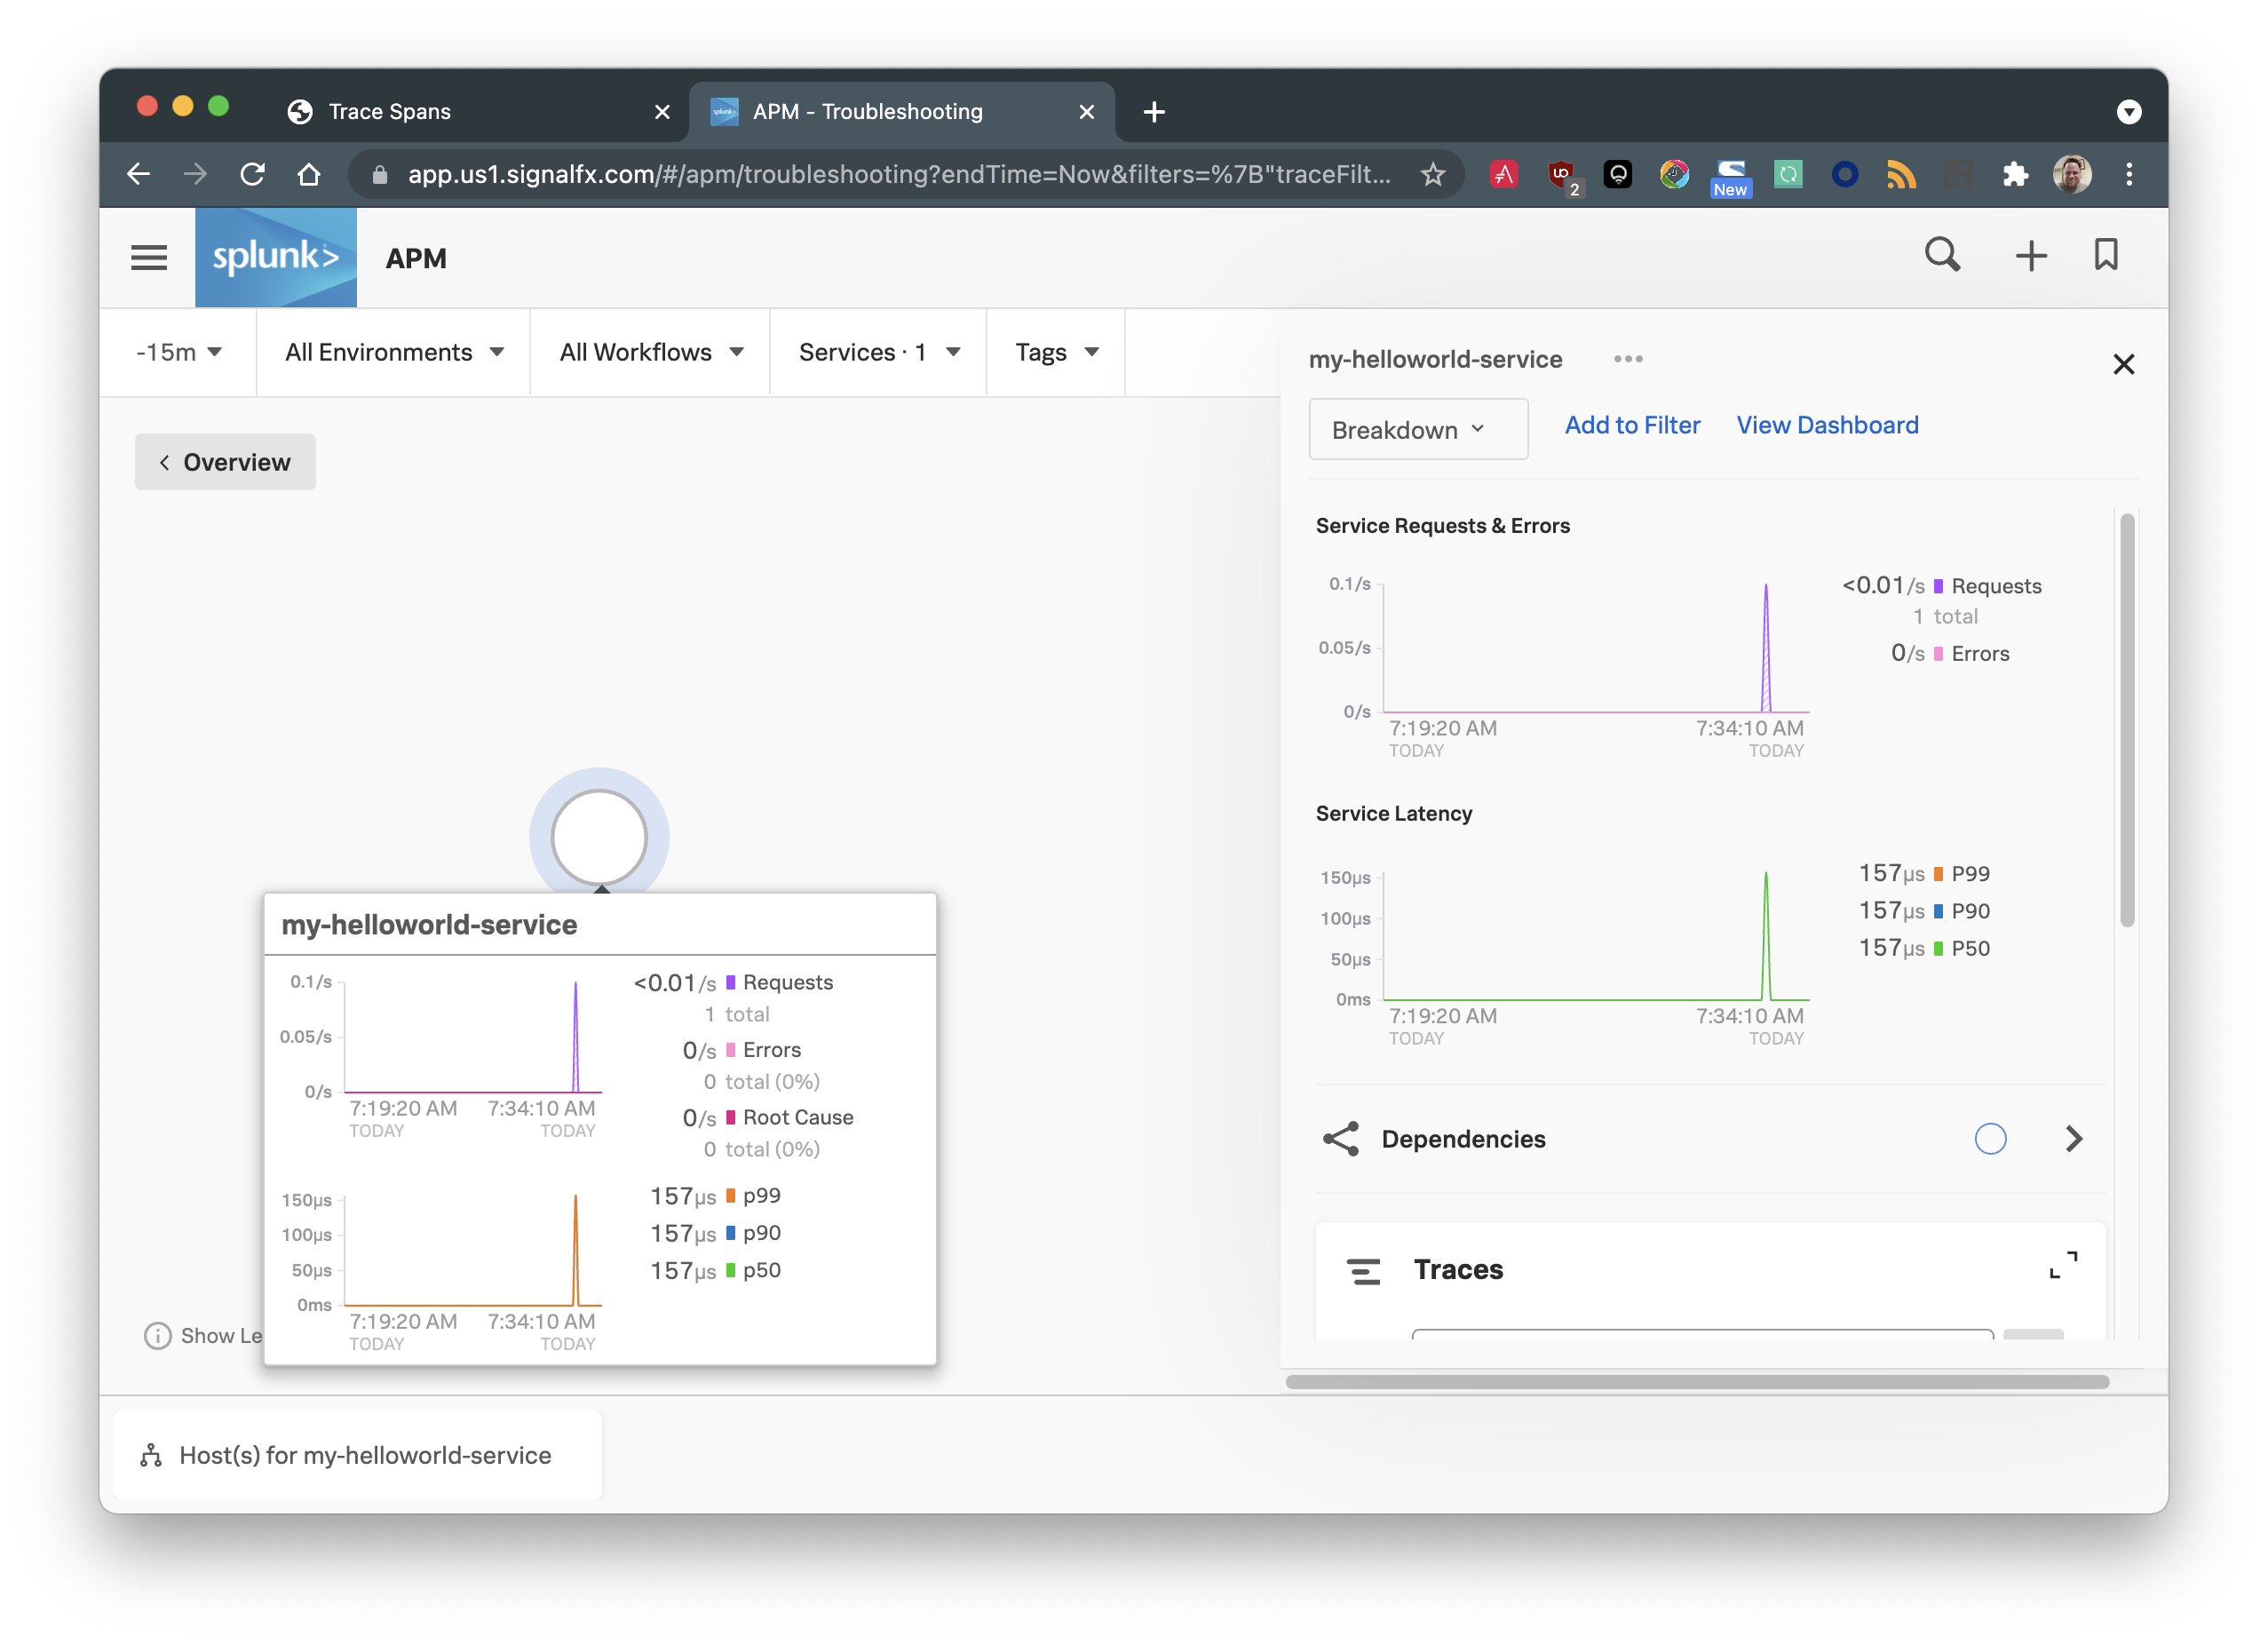 Trace Spans
splunk> APM - Troubleshooting
app.us1.signalfx.com/#/apm/troubleshooting?endTime=Now&filters=%7B"traceFilt...
2
New
splunk> APM
-15m All Environments All Workflows Services · 1 Tags
Overview
my-helloworld-service
0.1/s
0.05/s
0/s
7:19:20 AM 7:34:10 AM
TODAY TODAY
<0.01/s Requests
1 total
0/s Errors
0 total (0%)
0/s Root Cause
0 total (0%)
150μs
100μs
50μs
0ms
7:19:20 AM 7:34:10 AM
TODAY TODAY
157μs p99
157μs p90
157μs p50
Show Le
my-helloworld-service
Breakdown Add to Filter View Dashboard
Service Requests & Errors
0.1/s
0.05/s
0/s
7:19:20 AM 7:34:10 AM
TODAY TODAY
<0.01/s Requests
1 total
0/s Errors
Service Latency
150μs
100μs
50μs
0ms
7:19:20 AM 7:34:10 AM
TODAY TODAY
157μs P99
157μs P90
157μs P50
Dependencies
Traces
Host(s) for my-helloworld-service